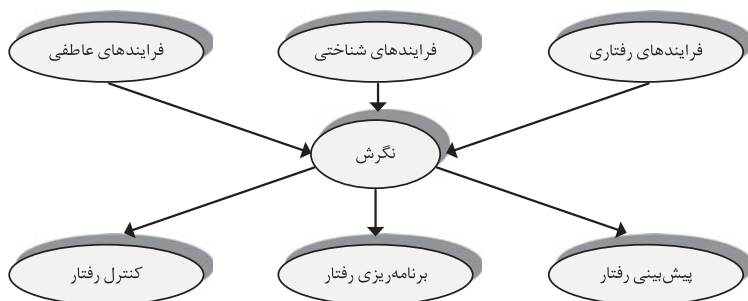 فرایندهای رفتاری
فرایندهای شناختی
فرایندهای عاطفی
نگرش
پیش‌بینی رفتار
برنامه‌ریزی رفتار
کنترل رفتار